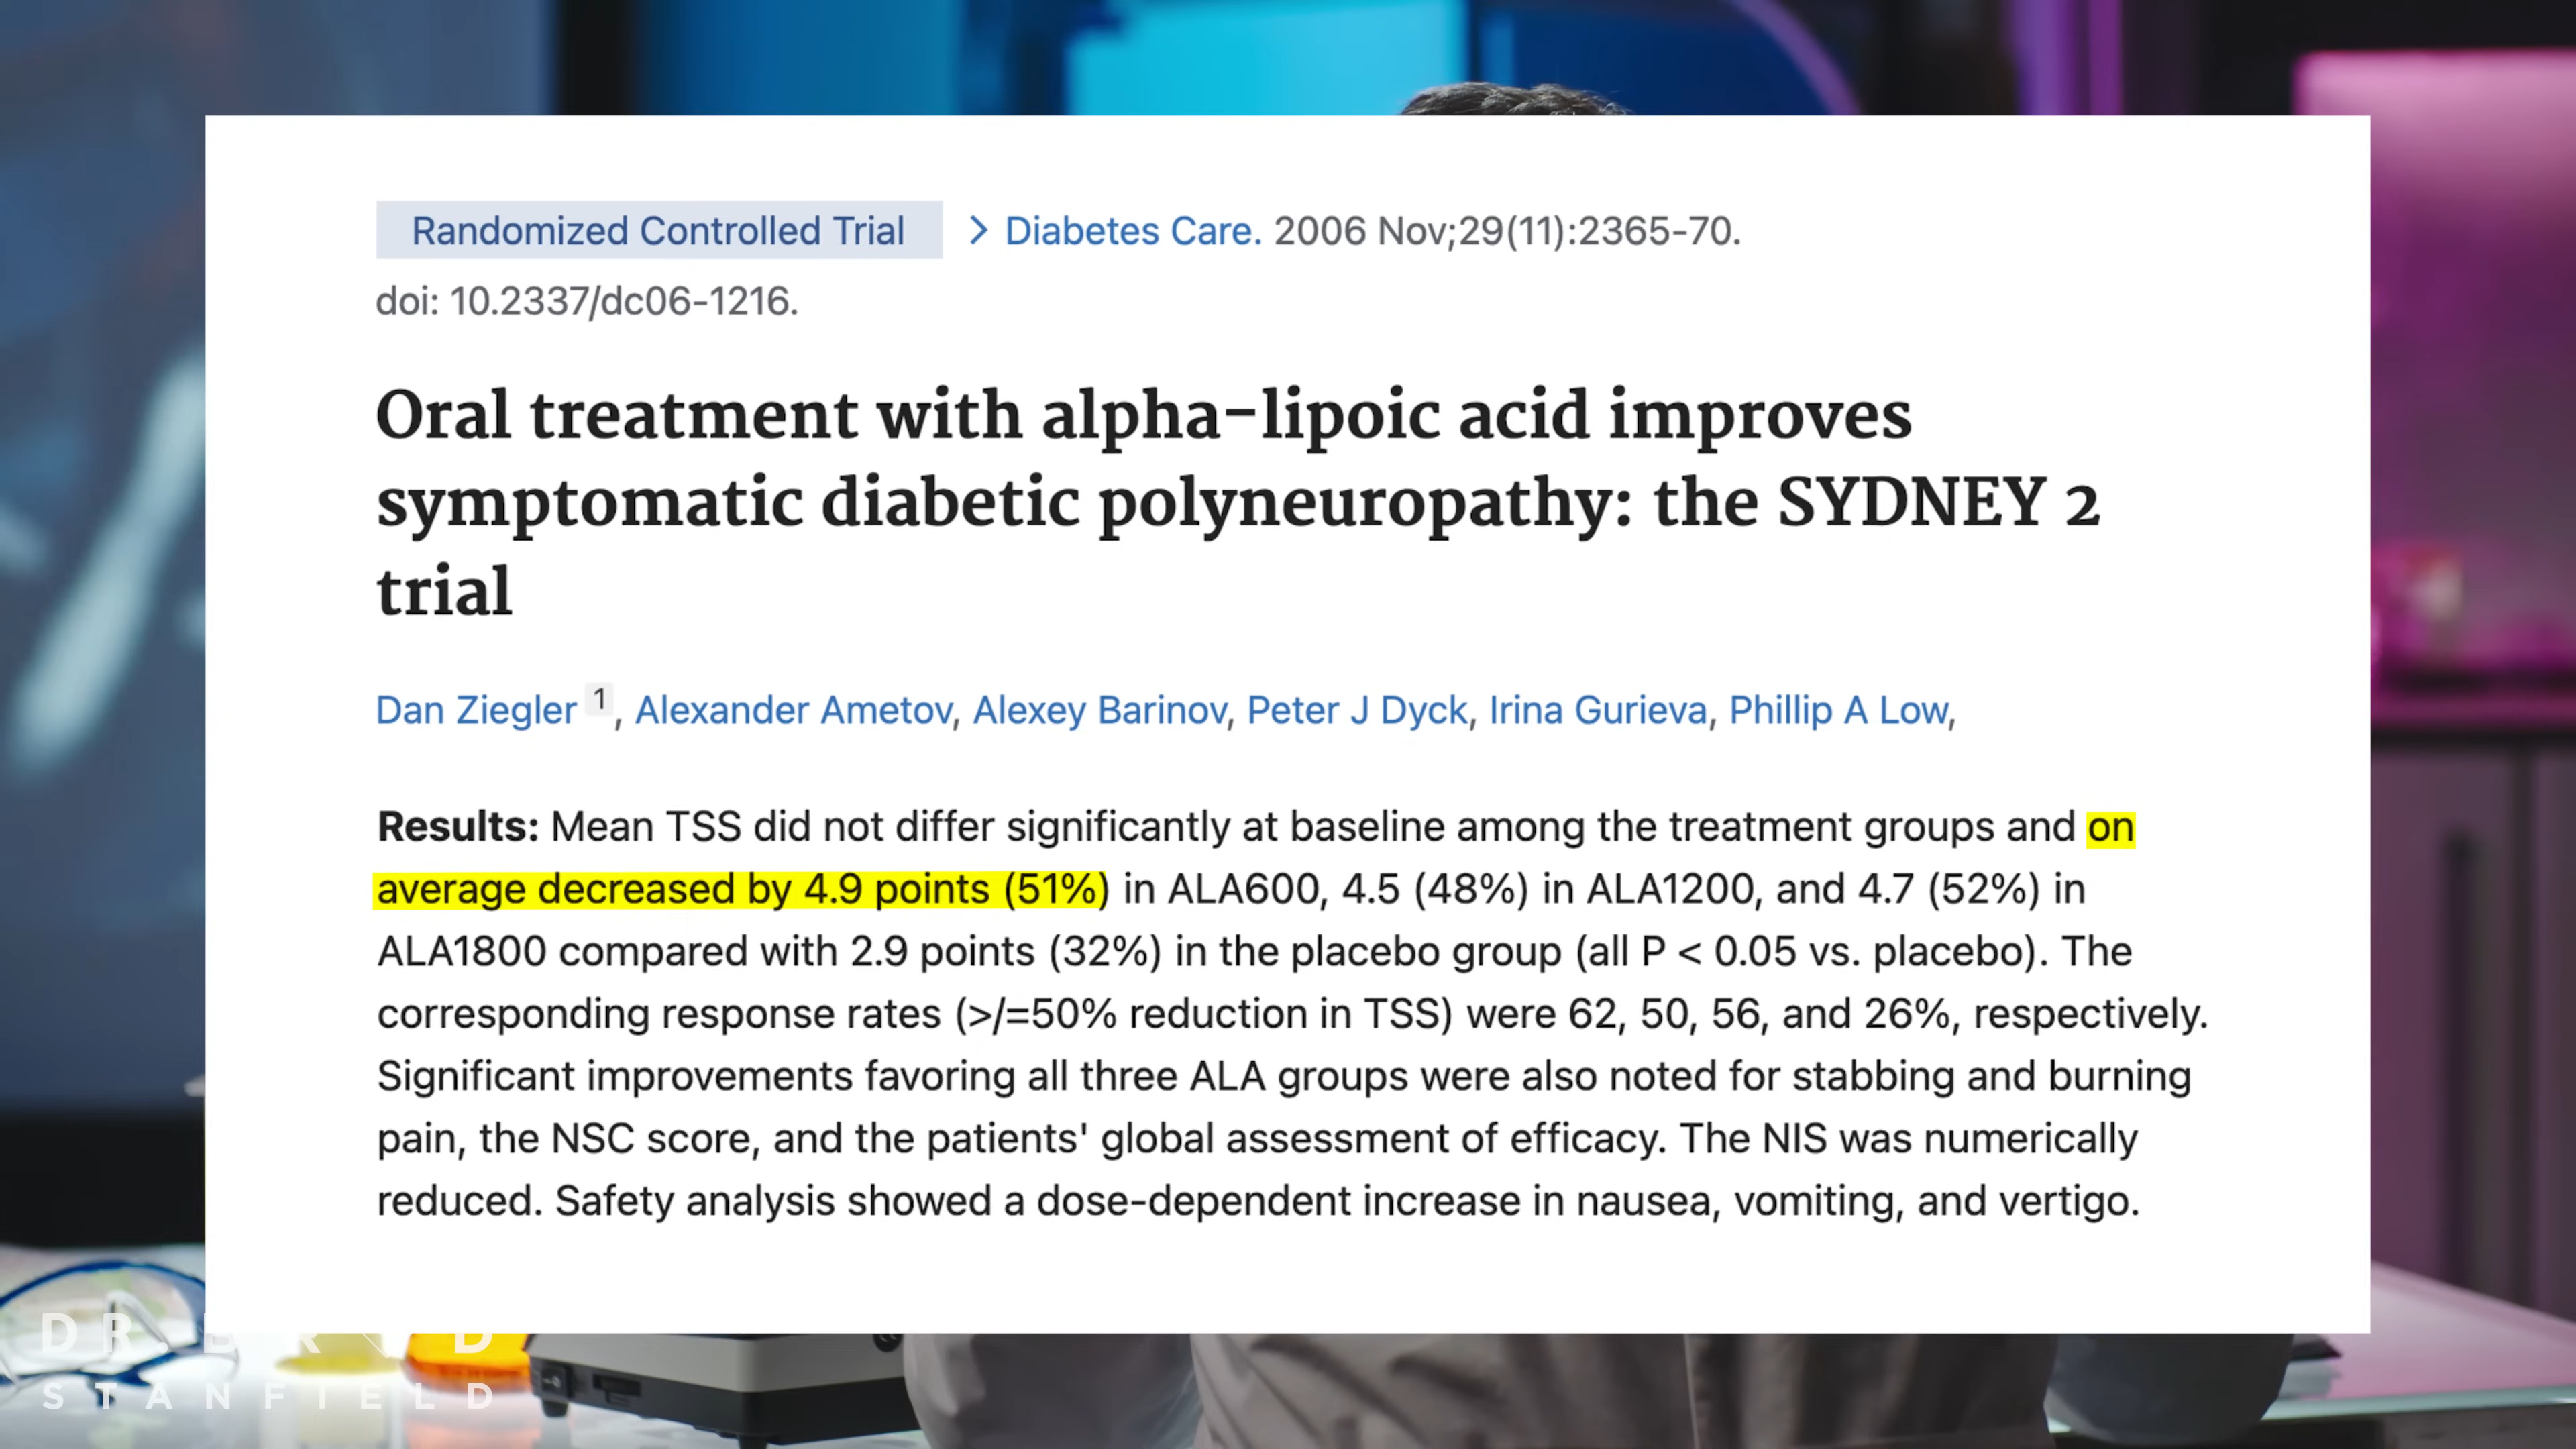 Randomized Controlled Trial > Diabetes Care. 2006 Nov;29(11):2365-70.
doi: 10.2337/dc06-1216.
Oral treatment with alpha-lipoic acid improves
symptomatic diabetic polyneuropathy: the SYDNEY 2
trial
Dan Ziegler 1, Alexander Ametov, Alexey Barinov, Peter J Dyck, Irina Gurieva, Phillip A Low,
Results: Mean TSS did not differ significantly at baseline among the treatment groups and on
average decreased by 4.9 points (51%) in ALA600, 4.5 (48%) in ALA1200, and 4.7 (52%) in
ALA1800 compared with 2.9 points (32%) in the placebo group (all P < 0.05 vs. placebo). The
corresponding response rates (>/=50% reduction in TSS) were 62, 50, 56, and 26%, respectively.
Significant improvements favoring all three ALA groups were also noted for stabbing and burning
pain, the NSC score, and the patients' global assessment of efficacy. The NIS was numerically
reduced. Safety analysis showed a dose-dependent increase in nausea, vomiting, and vertigo.
DR.
STANFIELD